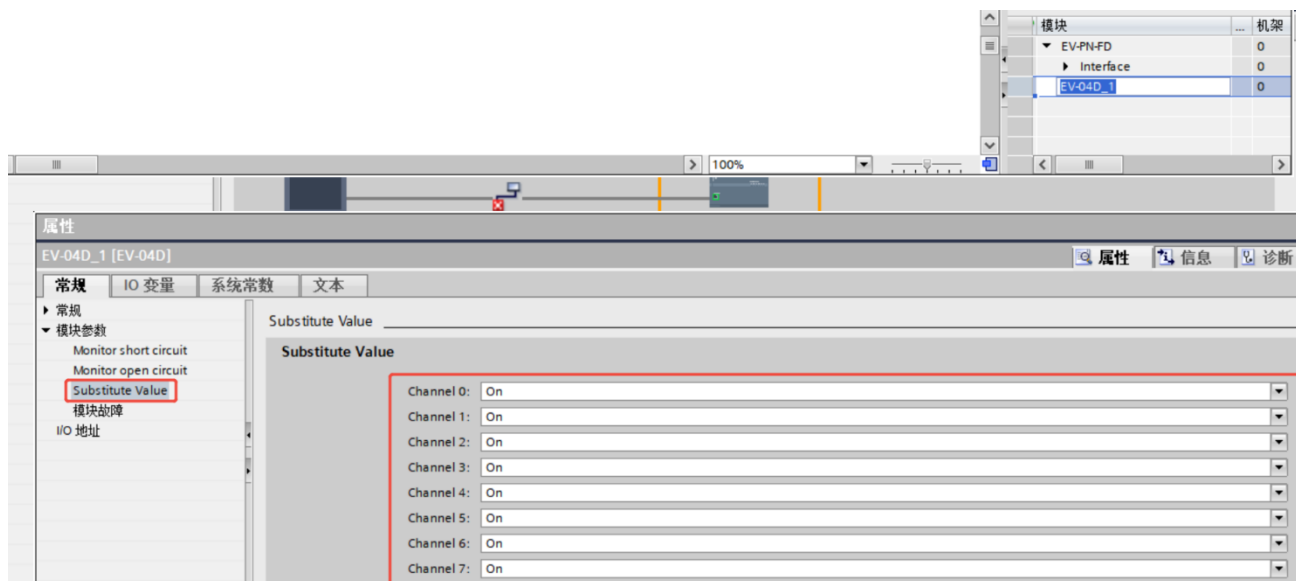 模块 ... 机架
EV-PN-FD 0
Interface 0
EV-04D_1 0
100%
属性
EV-04D_1 [EV-04D]
属性 信息 诊断
常规 IO 变量 系统常数 文本
常规
模块参数
Monitor short circuit
Monitor open circuit
Substitute Value
模块故障
I/O 地址
Substitute Value
Substitute Value
Channel 0: On
Channel 1: On
Channel 2: On
Channel 3: On
Channel 4: On
Channel 5: On
Channel 6: On
Channel 7: On